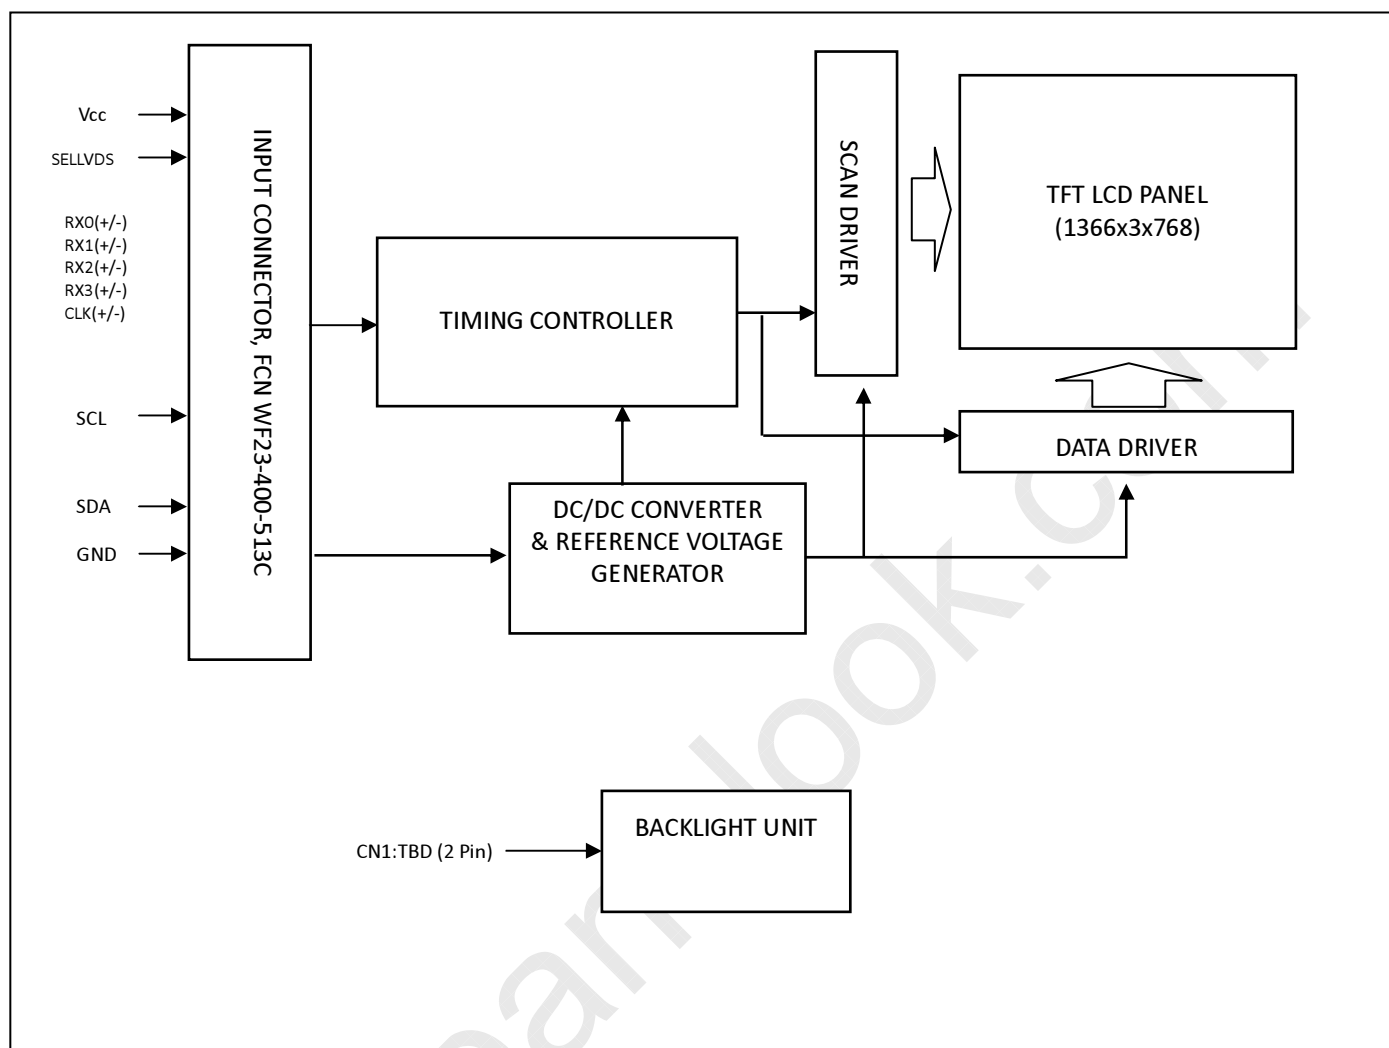 Vcc
SELLVDS
RX0(+/-)
RX1(+/-)
RX2(+/-)
RX3(+/-)
CLK(+/-)
SCL
SDA
GND
INPUT CONNECTOR, FCN WF23-400-513C
TIMING CONTROLLER
DC/DC CONVERTER
& REFERENCE VOLTAGE
GENERATOR
SCAN DRIVER
TFT LCD PANEL
(1366x3x768)
DATA DRIVER
CN1:TBD (2 Pin)
BACKLIGHT UNIT